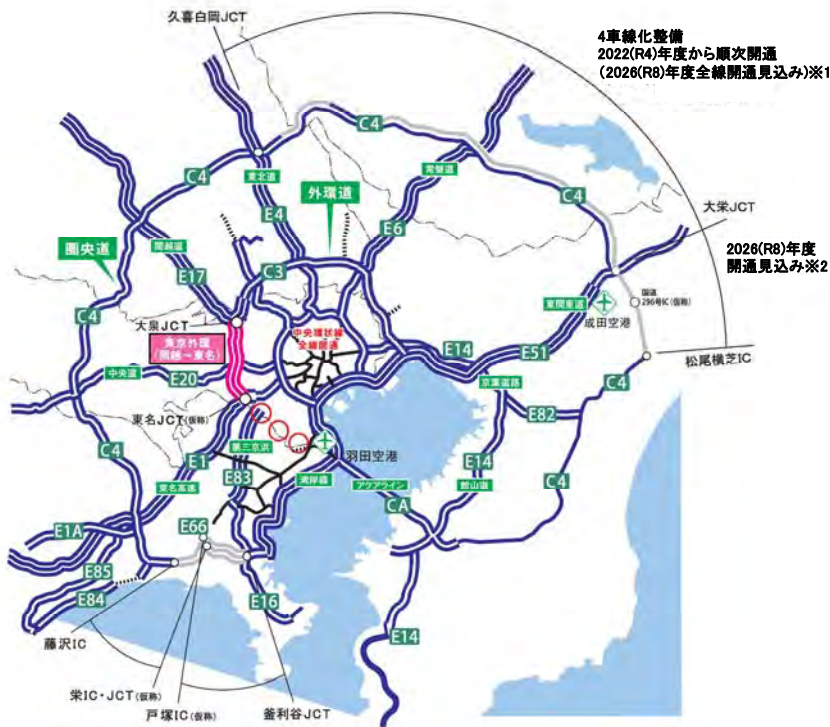 久喜白岡JCT
4車線化整備
2022(R4)年度から順次開通
(2026(R8)年度全線開通見込み)※1
C4
C4
東北道
外環道
常磐道
E4
E6
C4
大栄JCT
圏央道
関越道
E17
C3
2026(R8)年度
開通見込み※2
国道
296号IC(仮称)
東関東道
成田空港
C4
大泉JCT
東京外環
(関越~東名)
中央環状線
全線開通
E14
E51
松尾横芝IC
中央道
E20
京葉道路
C4
東名JCT(仮称)
E82
C4
E1
第三京浜
羽田空港
E83
東名高速
湾岸線
アクアライン
E14
館山道
C4
CA
E1A
E66
E85
E84
E16
E14
藤沢IC
栄IC・JCT(仮称)
戸塚IC(仮称)
釜利谷JCT